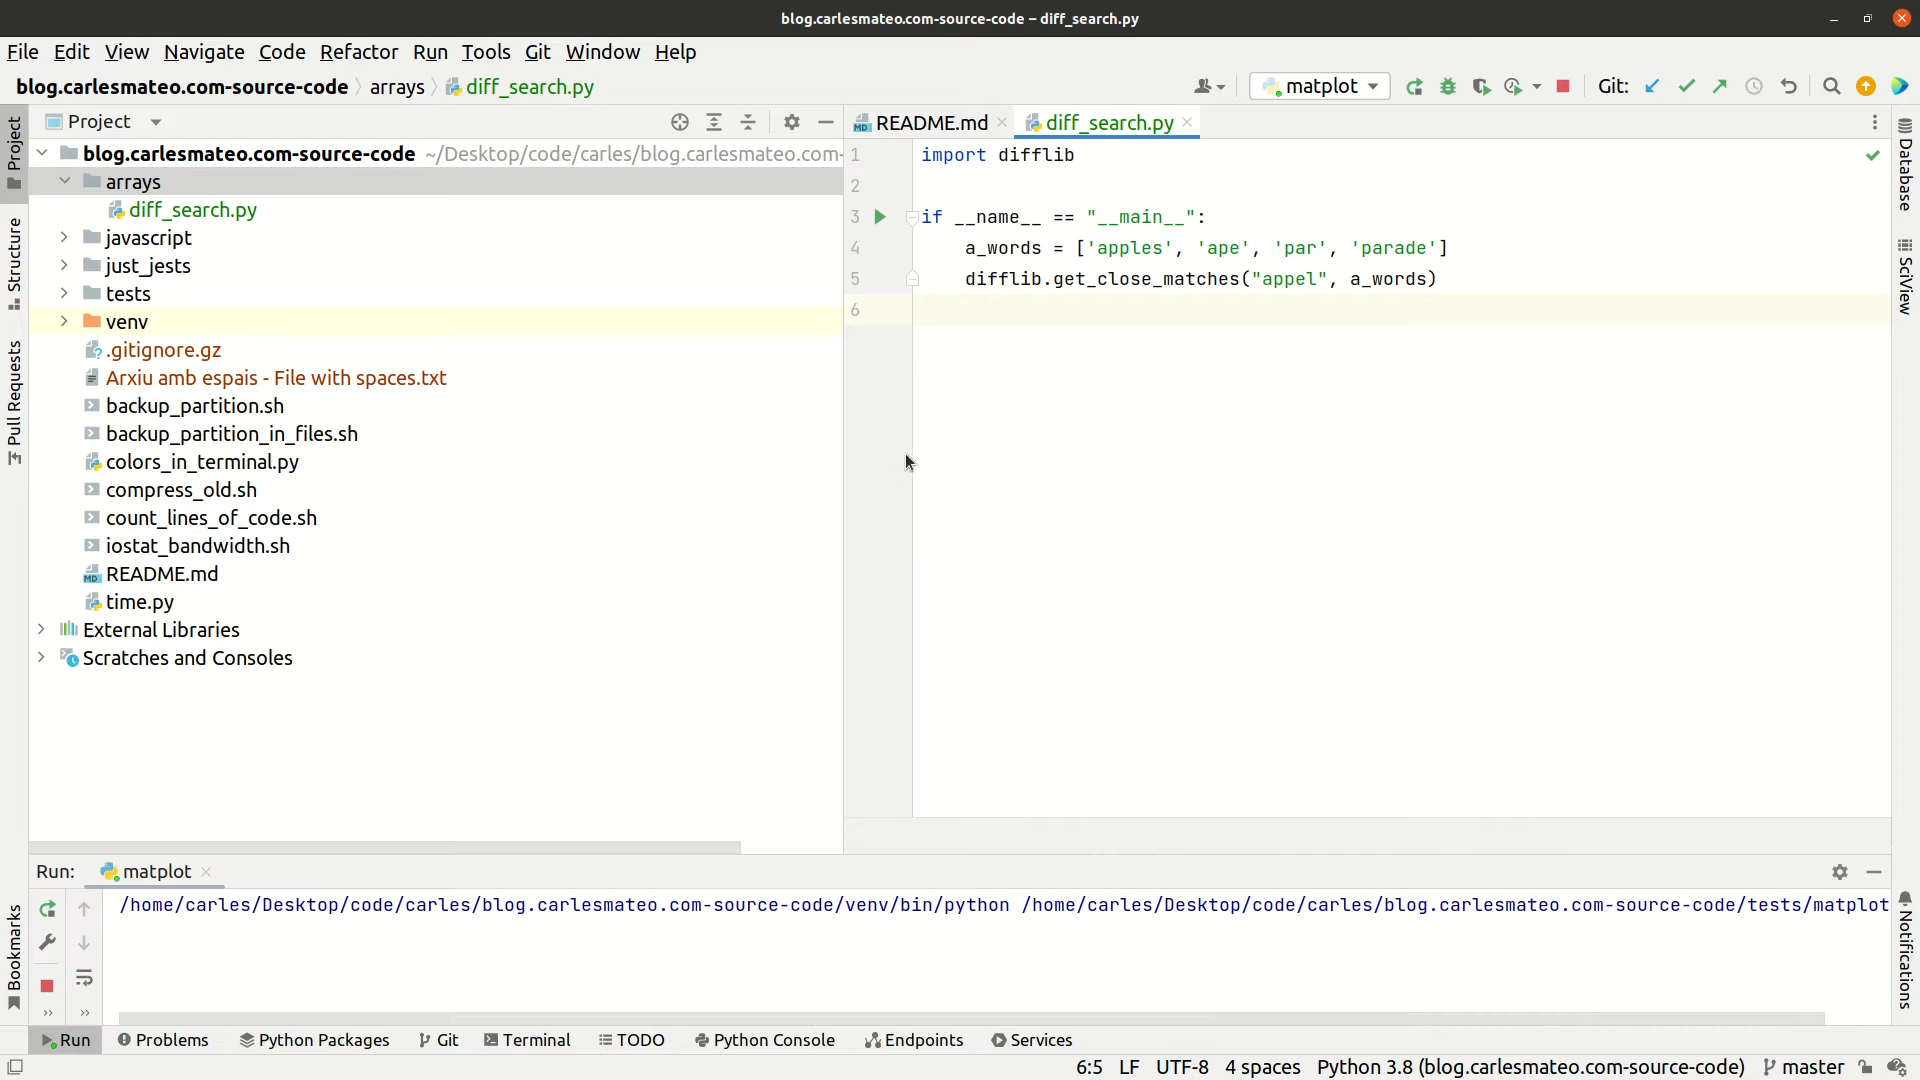 blog.carlesmateo.com-source-code – diff_search.py
File Edit View Navigate Code Refactor Run Tools Git Window Help
blog.carlesmateo.com-source-code arrays diff_search.py
matplot
Git:
Project
README.md
diff_search.py
blog.carlesmateo.com-source-code ~/Desktop/code/carles/blog.carlesmateo.com-
arrays
diff_search.py
javascript
just_jests
tests
venv
.gitignore.gz
Arxiu amb espais - File with spaces.txt
backup_partition.sh
backup_partition_in_files.sh
colors_in_terminal.py
compress_old.sh
count_lines_of_code.sh
iostat_bandwidth.sh
README.md
time.py
External Libraries
Scratches and Consoles
1 import difflib
2
3 if __name__ == "__main__":
4 a_words = ['apples', 'ape', 'par', 'parade']
5 difflib.get_close_matches("appel", a_words)
6
Project
Structure
Pull Requests
Bookmarks
Database
SciView
Notifications
Run: matplot
/home/carles/Desktop/code/carles/blog.carlesmateo.com-source-code/venv/bin/python /home/carles/Desktop/code/carles/blog.carlesmateo.com-source-code/tests/matplot
Run Problems Python Packages Git Terminal TODO Python Console Endpoints Services
6:5 LF UTF-8 4 spaces Python 3.8 (blog.carlesmateo.com-source-code) master